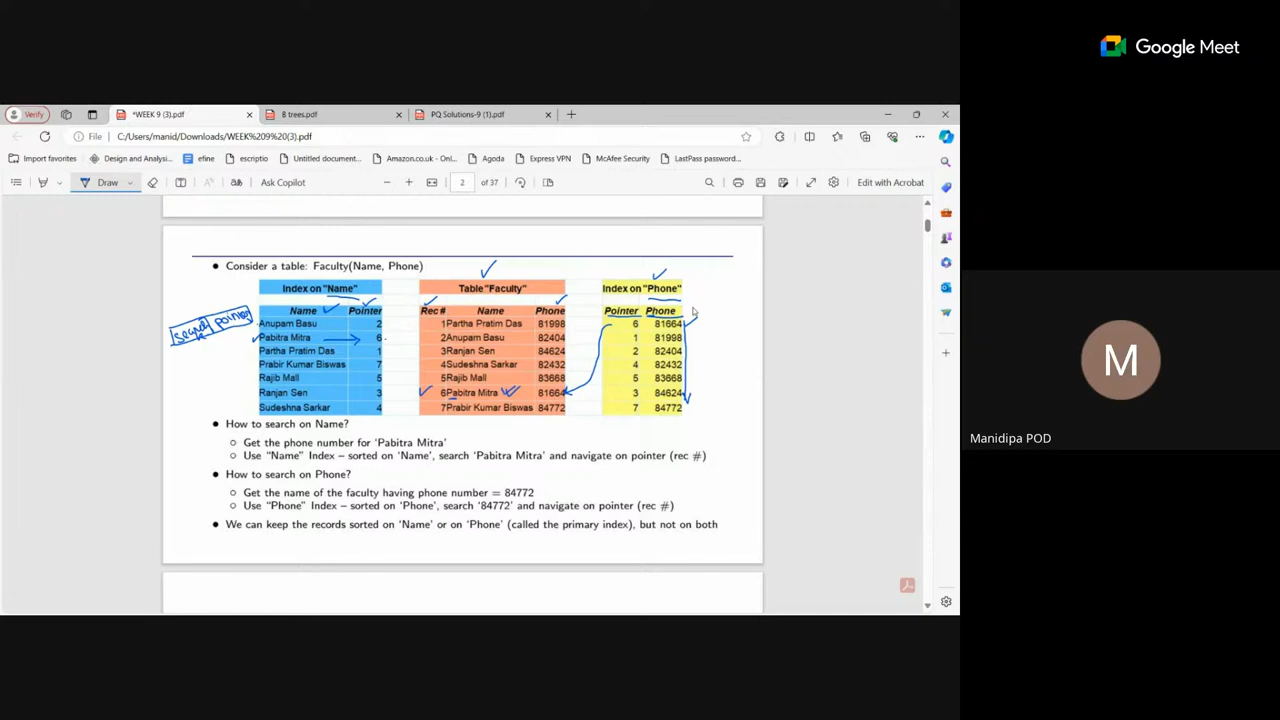 Google Meet
Verify
*WEEK 9 (3).pdf
B trees.pdf
PQ Solutions-9 (1).pdf
File
C:/Users/manid/Downloads/WEEK%209%20(3).pdf
Import favorites
Design and Analysi...
efine
escriptio
Untitled document...
Amazon.co.uk - Onl...
Agoda
Express VPN
McAfee Security
LastPass password...
Draw
Ask Copilot
2 of 37
Edit with Acrobat
• Consider a table: Faculty(Name, Phone)
Index on "Name" Table "Faculty" Index on "Phone"
Name Pointer Rec # Name Phone Pointer Phone
Anupam Basu 2 1 Partha Pratim Das 81998 6 81664
Pabitra Mitra 6 2 Anupam Basu 82404 1 81998
Partha Pratim Das 1 3 Ranjan Sen 84624 2 82404
Prabir Kumar Biswas 7 4 Sudeshna Sarkar 82432 4 82432
Rajib Mall 5 5 Rajib Mall 83668 5 83668
Ranjan Sen 3 6 Pabitra Mitra 81664 3 84624
Sudeshna Sarkar 4 7 Prabir Kumar Biswas 84772 7 84772
pointer
• How to search on Name?
Get the phone number for 'Pabitra Mitra'
Use "Name" Index – sorted on 'Name', search 'Pabitra Mitra' and navigate on pointer (rec #)
• How to search on Phone?
Get the name of the faculty having phone number = 84772
Use "Phone" Index – sorted on 'Phone', search '84772' and navigate on pointer (rec #)
• We can keep the records sorted on 'Name' or on 'Phone' (called the primary index), but not on both
M
Manidipa POD